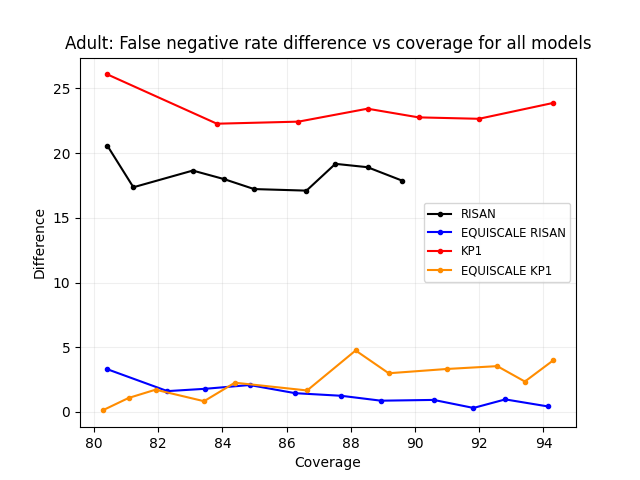 Adult: False negative rate difference vs coverage for all models
25
20
15
10
5
0
Difference
RISAN
EQUISCALE RISAN
KP1
EQUISCALE KP1
80 82 84 86 88 90 92 94
Coverage